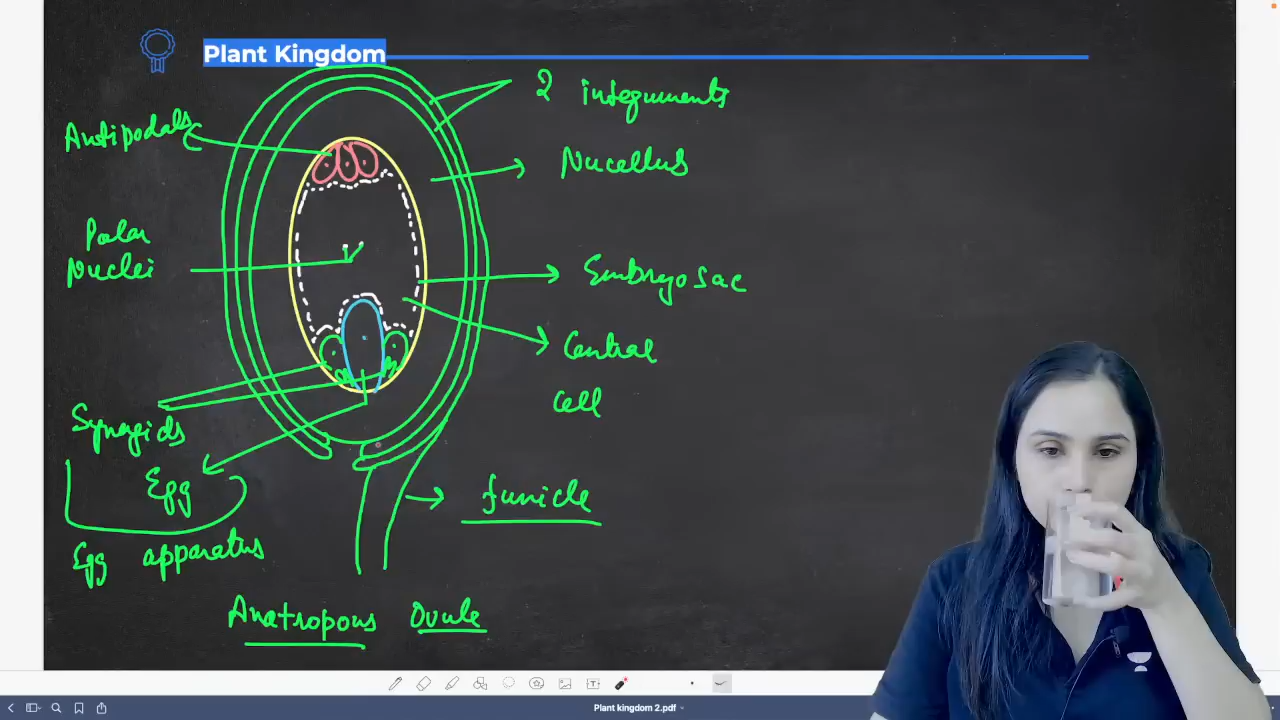 Plant Kingdom
2 integuments
Antipodals
Nucellus
Polar
Nuclei
Embryo sac
Central
cell
Synergids
Egg
funicle
Egg apparatus
Anatropous Ovule
Plant kingdom 2.pdf